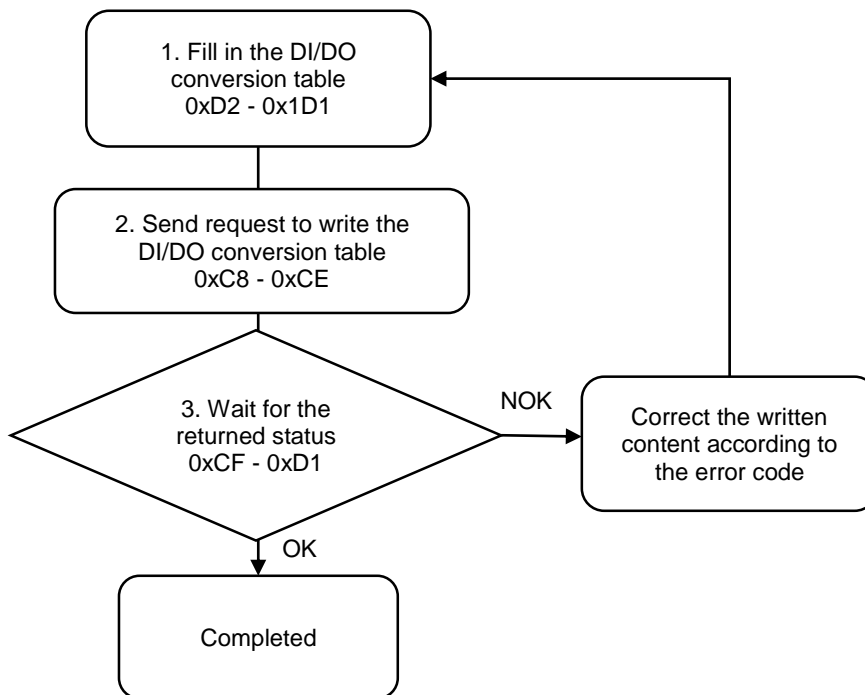 1. Fill in the DI/DO
conversion table
0xD2 - 0x1D1
2. Send request to write the
DI/DO conversion table
0xC8 - 0xCE
3. Wait for the
returned status
0xCF - 0xD1
NOK
Correct the written
content according to
the error code
OK
Completed